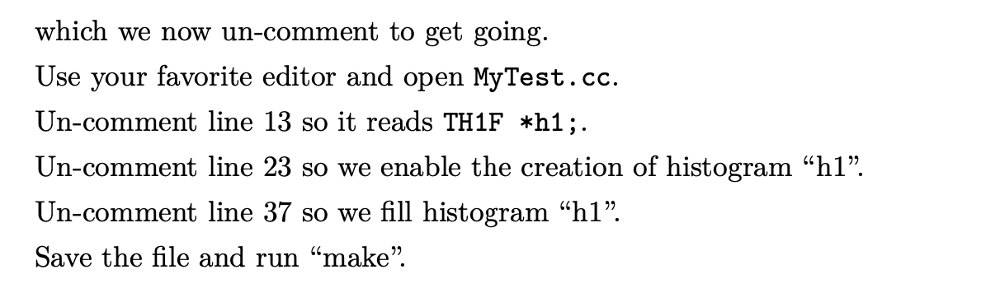 which we now un-comment to get going.
Use your favorite editor and open MyTest.cc.
Un-comment line 13 so it reads TH1F *h1;.
Un-comment line 23 so we enable the creation of histogram “h1”.
Un-comment line 37 so we fill histogram “h1”.
Save the file and run “make”.